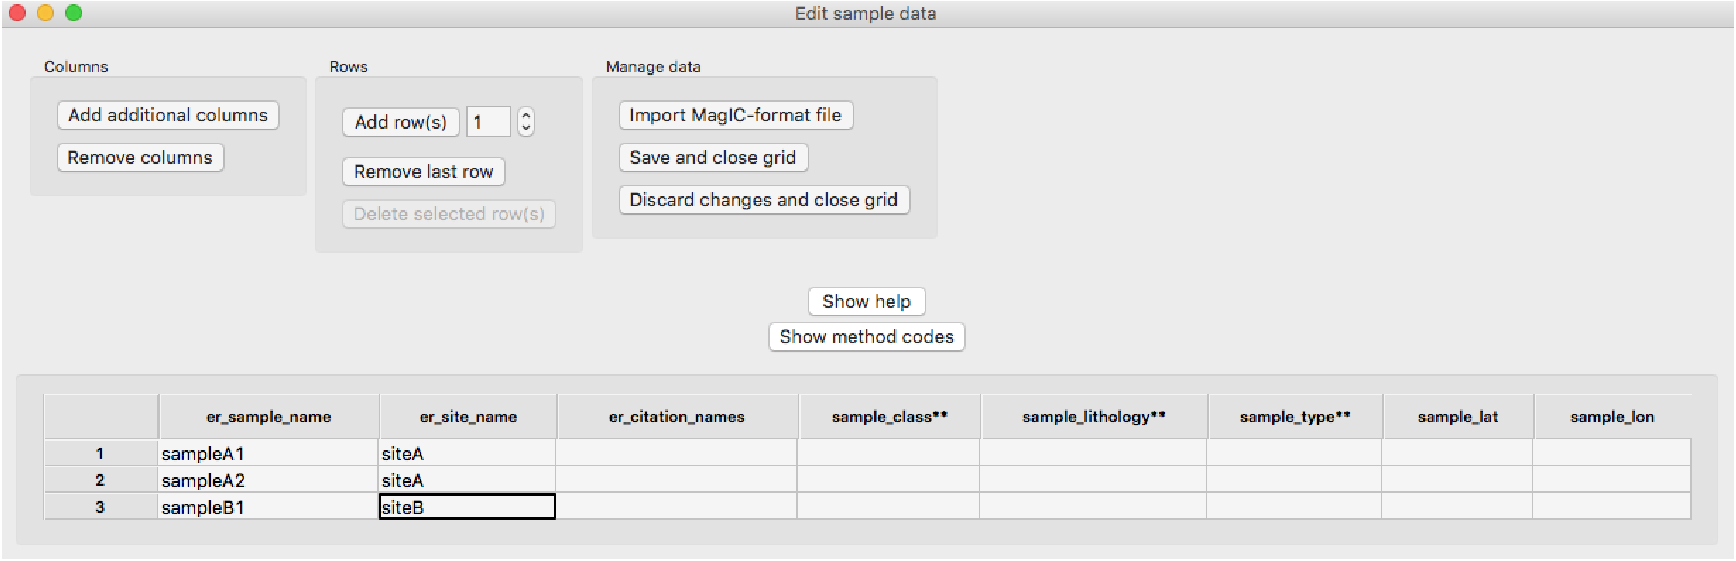 Edit sample data
Columns
Rows
Manage data
Add additional columns
Remove columns
Add row(s) 1
Remove last row
Delete selected row(s)
Import MagIC-format file
Save and close grid
Discard changes and close grid
Show help
Show method codes
er_sample_name er_site_name er_citation_names sample_class** sample_lithology** sample_type** sample_lat sample_lon
1 sampleA1 siteA
2 sampleA2 siteA
3 sampleB1 siteB